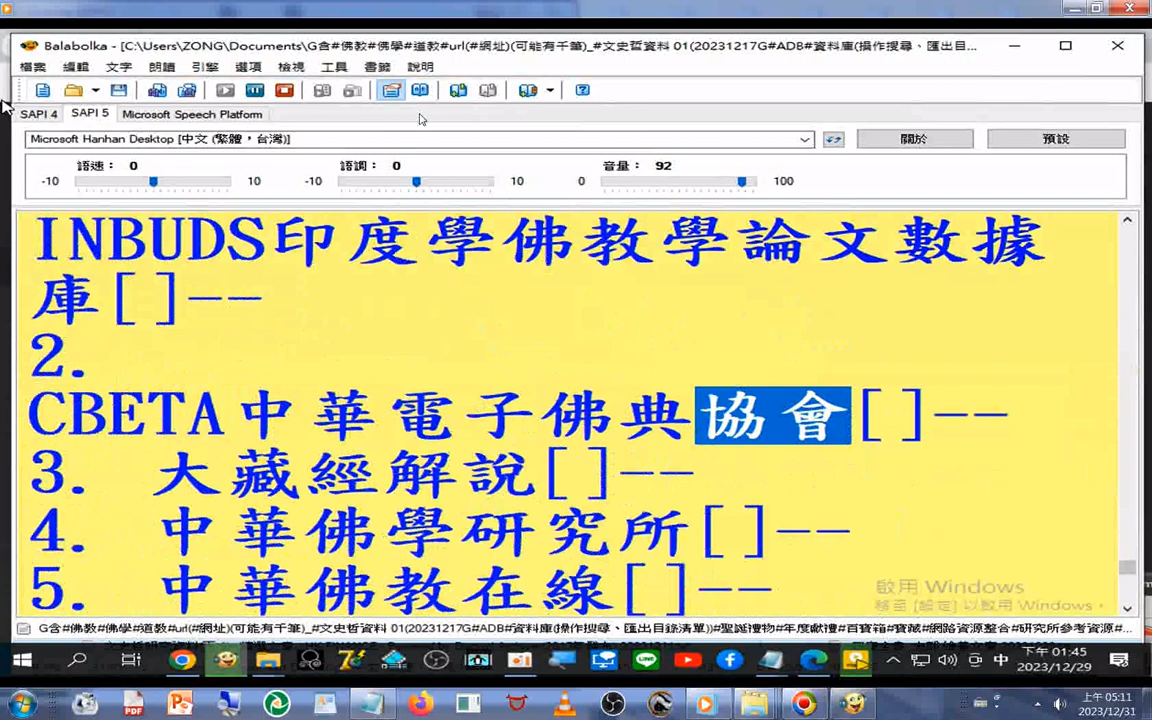 Balabolka - [C:\Users\ZONG\Documents\G含#佛教#佛學#道教#url(#網址)(可能有千筆)_#文史哲資料 01(20231217G#ADB#資料庫(操作搜尋、匯出目...
檔案 編輯 文字 朗讀 引擎 選項 檢視 工具 書籤 說明
SAPI 4 SAPI 5 Microsoft Speech Platform
Microsoft Hanhan Desktop [中文 (繁體，台灣)] 關於 預設
語速： 0 語調： 0 音量： 92
-10 10 -10 10 0 100
INBUDS印度學佛教學論文數據
庫[]--
2.
CBETA中華電子佛典協會[]--
3. 大藏經解說[]--
4. 中華佛學研究所[]--
5. 中華佛教在線[]--
啟用 Windows
移至 [設定] 以啟用 Windows。
G含#佛教#佛學#道教#url(#網址)(可能有千筆)_#文史哲資料 01(20231217G#ADB#資料庫(操作搜尋、匯出目錄清單))#聖誕禮物#年度獻禮#百寶箱#寶藏#網路資源整合#研究所參考資源#...
中 下午 01:45
2023/12/29
上午 05:11
2023/12/31